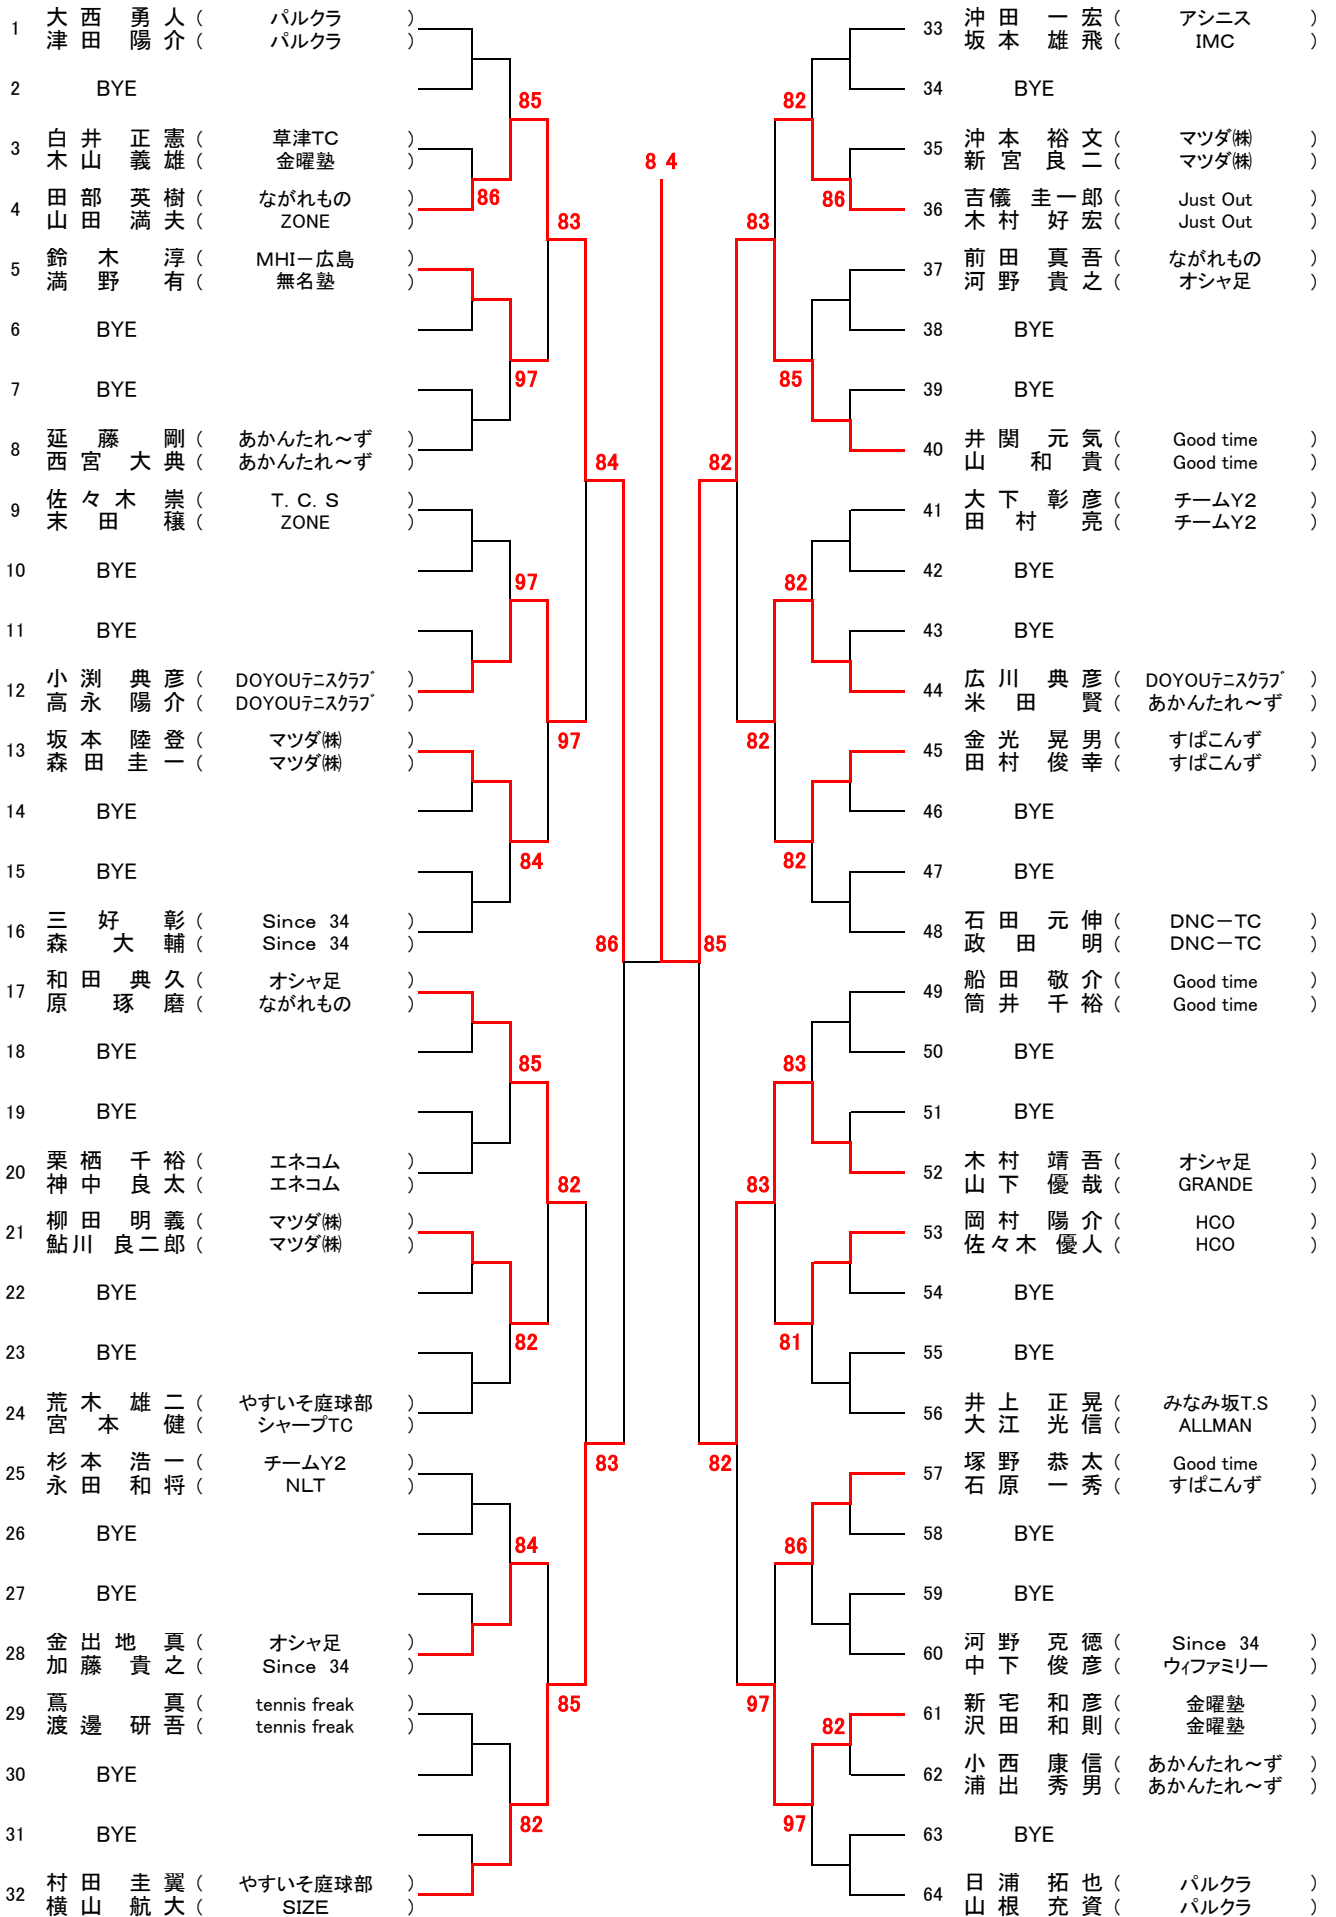 1 大西 勇人 ( パルクラ )
津田 陽介 ( パルクラ )
2 BYE
85
3 白井 正憲 ( 草津TC )
木山 義雄 ( 金曜塾 )
86
4 田部 英樹 ( ながれもの )
山田 満夫 ( ZONE )
83
5 鈴木 淳 ( MHI－広島 )
満野 有 ( 無名塾 )
6 BYE
97
7 BYE
8 延藤 剛 ( あかんたれ～ず )
西宮 大典 ( あかんたれ～ず )
84
9 佐々木 崇 ( T．C．S )
末田 穣 ( ZONE )
10 BYE
97
11 BYE
12 小渕 典彦 ( DOYOUテニスクラブ )
高永 陽介 ( DOYOUテニスクラブ )
97
13 坂本 陸登 ( マツダ㈱ )
森田 圭一 ( マツダ㈱ )
14 BYE
84
15 BYE
16 三好 彰 ( Since 34 )
森 大輔 ( Since 34 )
86
17 和田 典久 ( オシャ足 )
原 琢磨 ( ながれもの )
18 BYE
85
19 BYE
20 栗栖 千裕 ( エネコム )
神中 良太 ( エネコム )
82
21 柳田 明義 ( マツダ㈱ )
鮎川 良二郎 ( マツダ㈱ )
22 BYE
82
23 BYE
24 荒木 雄二 ( やすいそ庭球部 )
宮本 健 ( シャープTC )
83
25 杉本 浩一 ( チームY2 )
永田 和将 ( NLT )
26 BYE
84
27 BYE
28 金出地 真 ( オシャ足 )
加藤 貴之 ( Since 34 )
85
29 蔦 真 ( tennis freak )
渡邊 研吾 ( tennis freak )
30 BYE
82
31 BYE
32 村田 圭翼 ( やすいそ庭球部 )
横山 航大 ( SIZE )
8 4
33 沖田 一宏 ( アシニス )
坂本 雄飛 ( IMC )
34 BYE
82
35 沖本 裕文 ( マツダ㈱ )
新宮 良二 ( マツダ㈱ )
86
36 吉儀 圭一郎 ( Just Out )
木村 好宏 ( Just Out )
83
37 前田 真吾 ( ながれもの )
河野 貴之 ( オシャ足 )
38 BYE
85
39 BYE
40 井関 元気 ( Good time )
山 和貴 ( Good time )
82
41 大下 彰彦 ( チームY2 )
田村 亮 ( チームY2 )
42 BYE
82
43 BYE
44 広川 典彦 ( DOYOUテニスクラブ )
米田 賢 ( あかんたれ～ず )
82
45 金光 晃男 ( すぱこんず )
田村 俊幸 ( すぱこんず )
46 BYE
82
47 BYE
48 石田 元伸 ( DNC－TC )
政田 明 ( DNC－TC )
85
49 船田 敬介 ( Good time )
筒井 千裕 ( Good time )
50 BYE
83
51 BYE
52 木村 靖吾 ( オシャ足 )
山下 優哉 ( GRANDE )
83
53 岡村 陽介 ( HCO )
佐々木 優人 ( HCO )
54 BYE
81
55 BYE
56 井上 正晃 ( みなみ坂T.S )
大江 光信 ( ALLMAN )
82
57 塚野 恭太 ( Good time )
石原 一秀 ( すぱこんず )
58 BYE
86
59 BYE
60 河野 克徳 ( Since 34 )
中下 俊彦 ( ウィファミリー )
97
61 新宅 和彦 ( 金曜塾 )
沢田 和則 ( 金曜塾 )
82
62 小西 康信 ( あかんたれ～ず )
浦出 秀男 ( あかんたれ～ず )
97
63 BYE
64 日浦 拓也 ( パルクラ )
山根 充資 ( パルクラ )